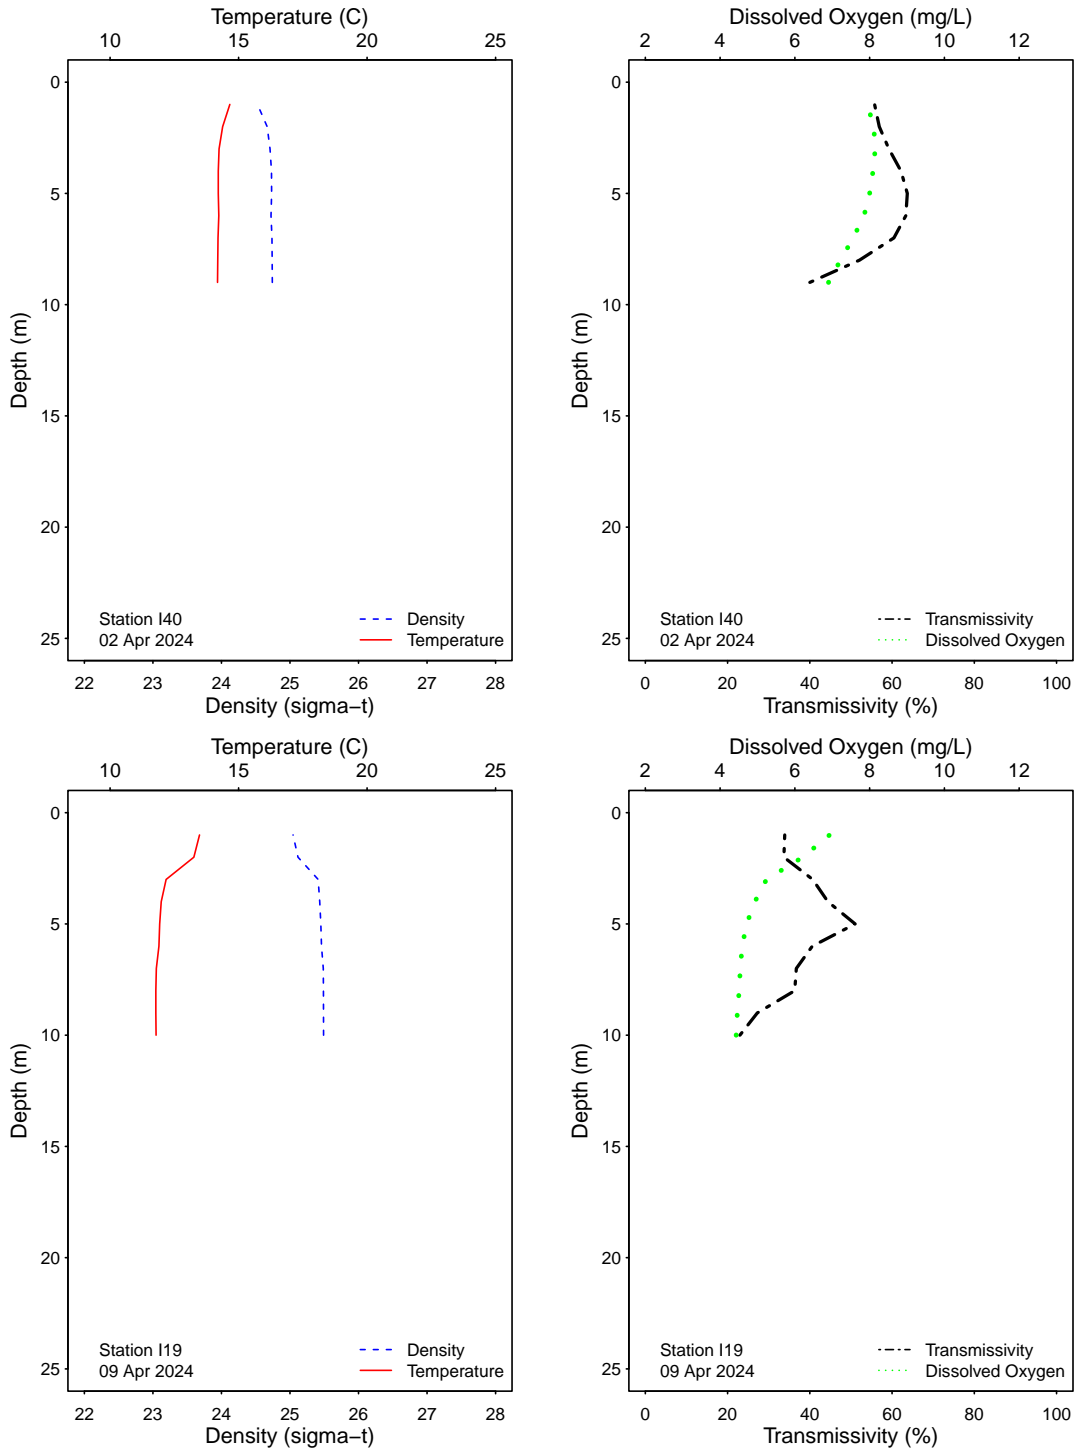 Temperature (C)
10 15 20 25
0
5
10
15
20
25
Depth (m)
Station I40
02 Apr 2024
Density
Temperature
22 23 24 25 26 27 28
Density (sigma−t)
Dissolved Oxygen (mg/L)
2 4 6 8 10 12
0
5
10
15
20
25
Depth (m)
Station I40
02 Apr 2024
Transmissivity
Dissolved Oxygen
0 20 40 60 80 100
Transmissivity (%)
Temperature (C)
10 15 20 25
0
5
10
15
20
25
Depth (m)
Station I19
09 Apr 2024
Density
Temperature
22 23 24 25 26 27 28
Density (sigma−t)
Dissolved Oxygen (mg/L)
2 4 6 8 10 12
0
5
10
15
20
25
Depth (m)
Station I19
09 Apr 2024
Transmissivity
Dissolved Oxygen
0 20 40 60 80 100
Transmissivity (%)